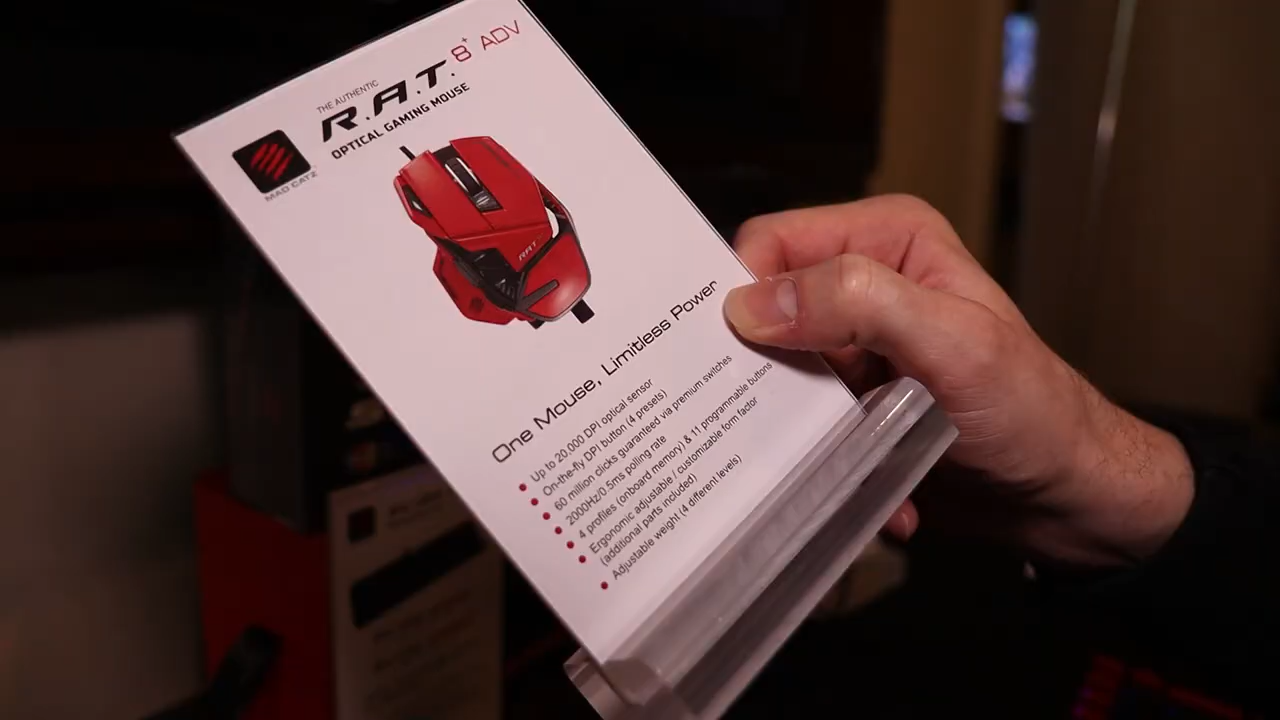 THE AUTHENTIC
R.A.T. 8+ ADV
OPTICAL GAMING MOUSE
MAD CATZ
RAT
One Mouse, Limitless Power
Up to 20,000 DPI optical sensor
On-the-fly DPI button (4 presets)
60 million clicks guaranteed via premium switches
2000Hz/0.5ms polling rate
4 profiles (onboard memory) & 11 programmable buttons
Ergonomic adjustable / customizable form factor
(additional parts included)
Adjustable weight (4 different levels)